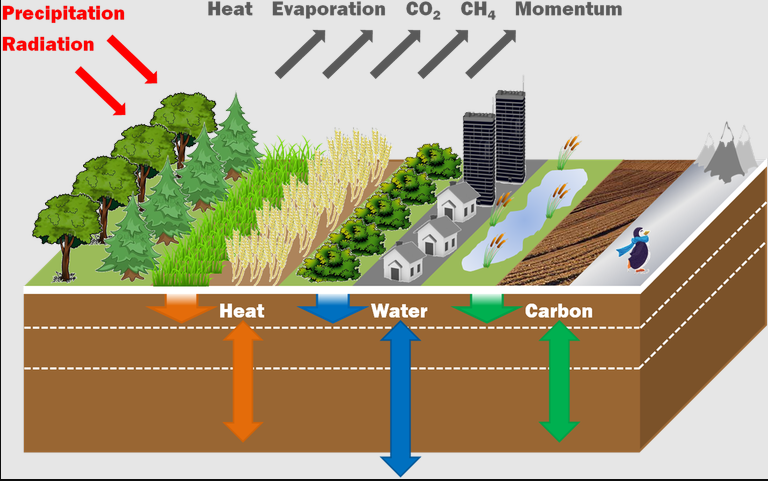 Precipitation
Radiation
Heat Evaporation CO₂ CH₄ Momentum
Heat Water Carbon